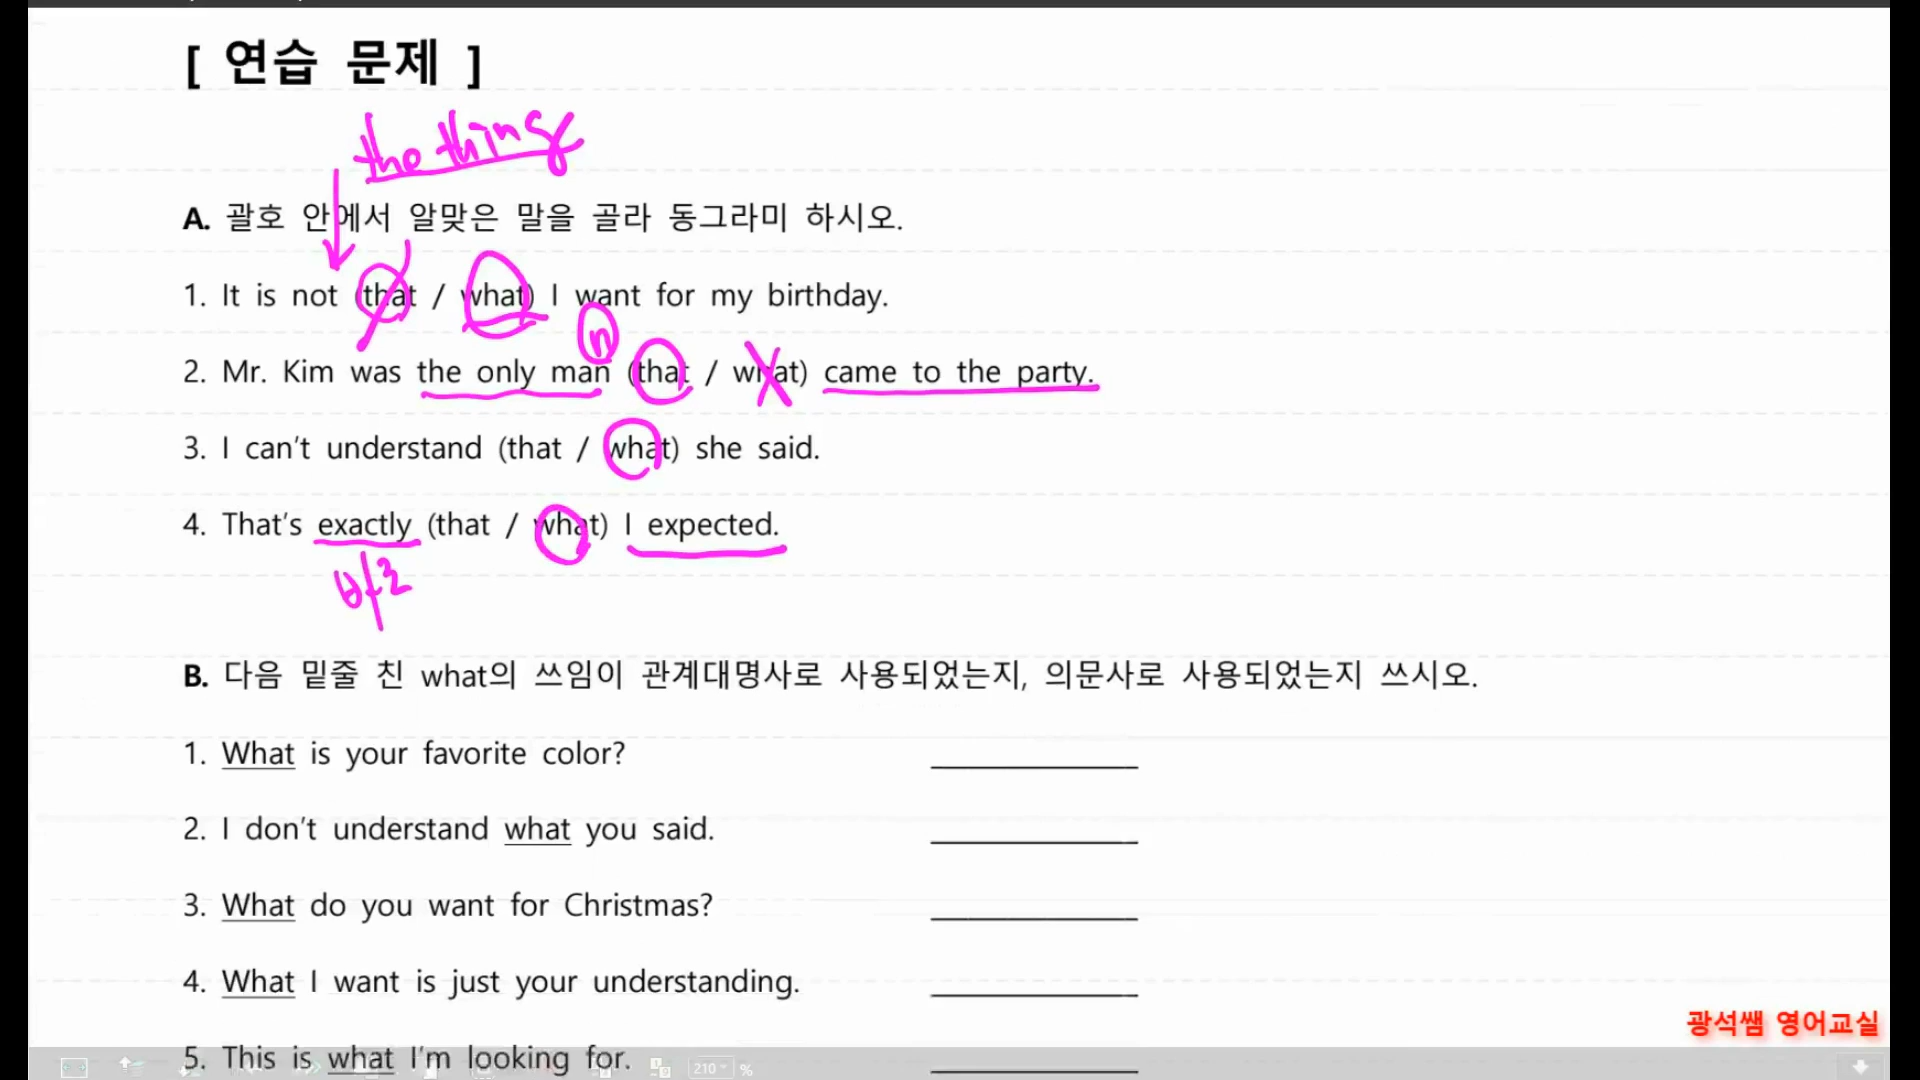 [ 연습 문제 ]
the thing
A. 괄호 안에서 알맞은 말을 골라 동그라미 하시오.
1. It is not (that / what) I want for my birthday.
n
2. Mr. Kim was the only man (that / what) came to the party.
3. I can't understand (that / what) she said.
4. That's exactly (that / what) I expected.
B. 다음 밑줄 친 what의 쓰임이 관계대명사로 사용되었는지, 의문사로 사용되었는지 쓰시오.
1. What is your favorite color?
2. I don't understand what you said.
3. What do you want for Christmas?
4. What I want is just your understanding.
광석쌤 영어교실
5. This is what I'm looking for.
210 %